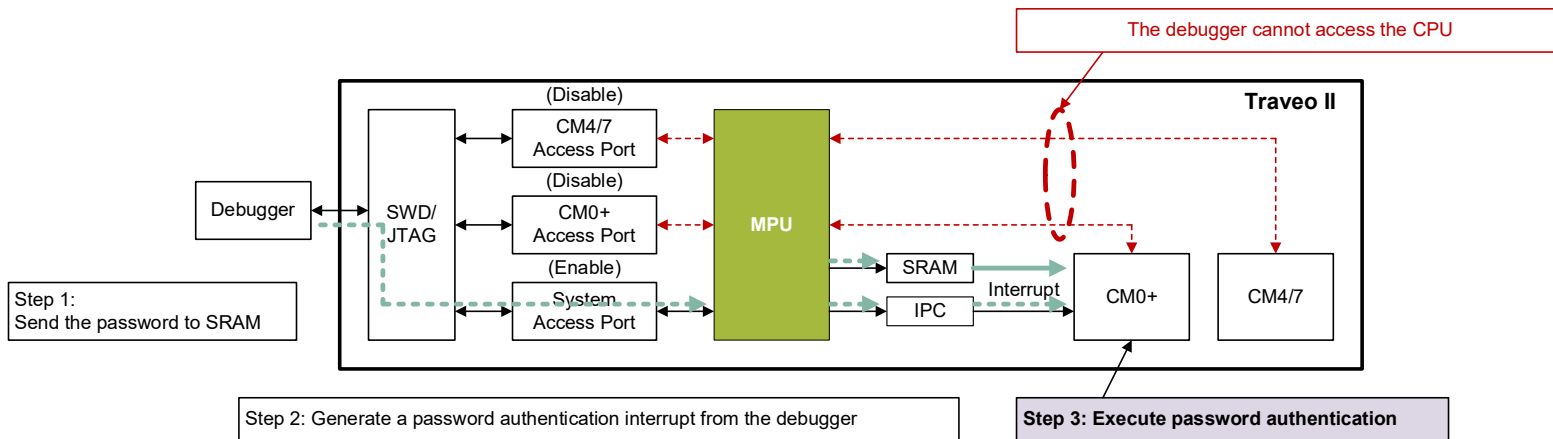 The debugger cannot access the CPU
Traveo II
(Disable)
CM4/7
Access Port
(Disable)
CM0+
Access Port
(Enable)
System
Access Port
Debugger
SWD/
JTAG
MPU
SRAM
Interrupt
IPC
CM0+
CM4/7
Step 1:
Send the password to SRAM
Step 2: Generate a password authentication interrupt from the debugger
Step 3: Execute password authentication